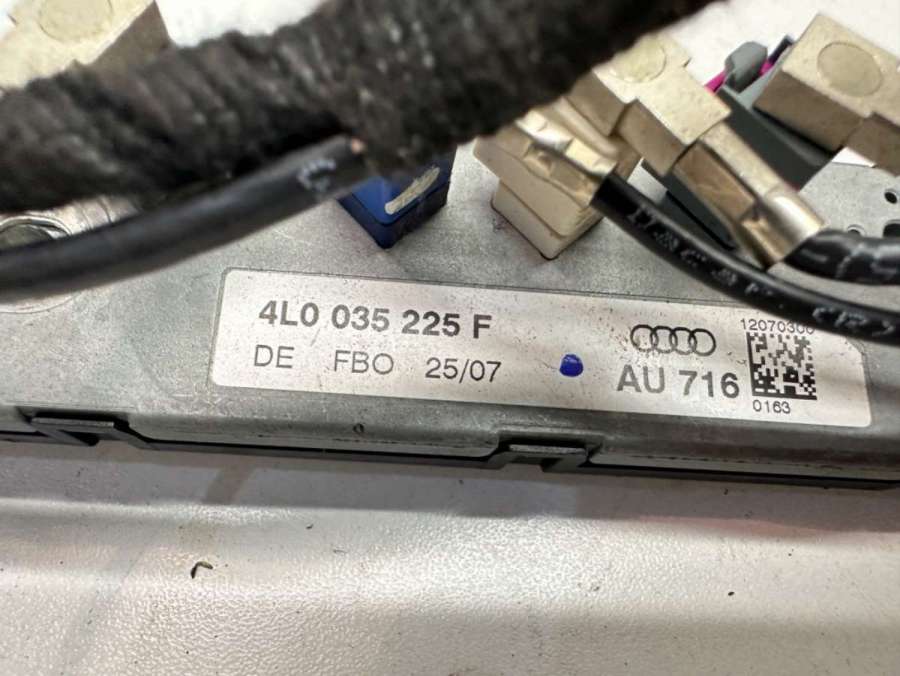 4L0 035 225 F
DE FBO 25/07
AU 716
12070300
0163